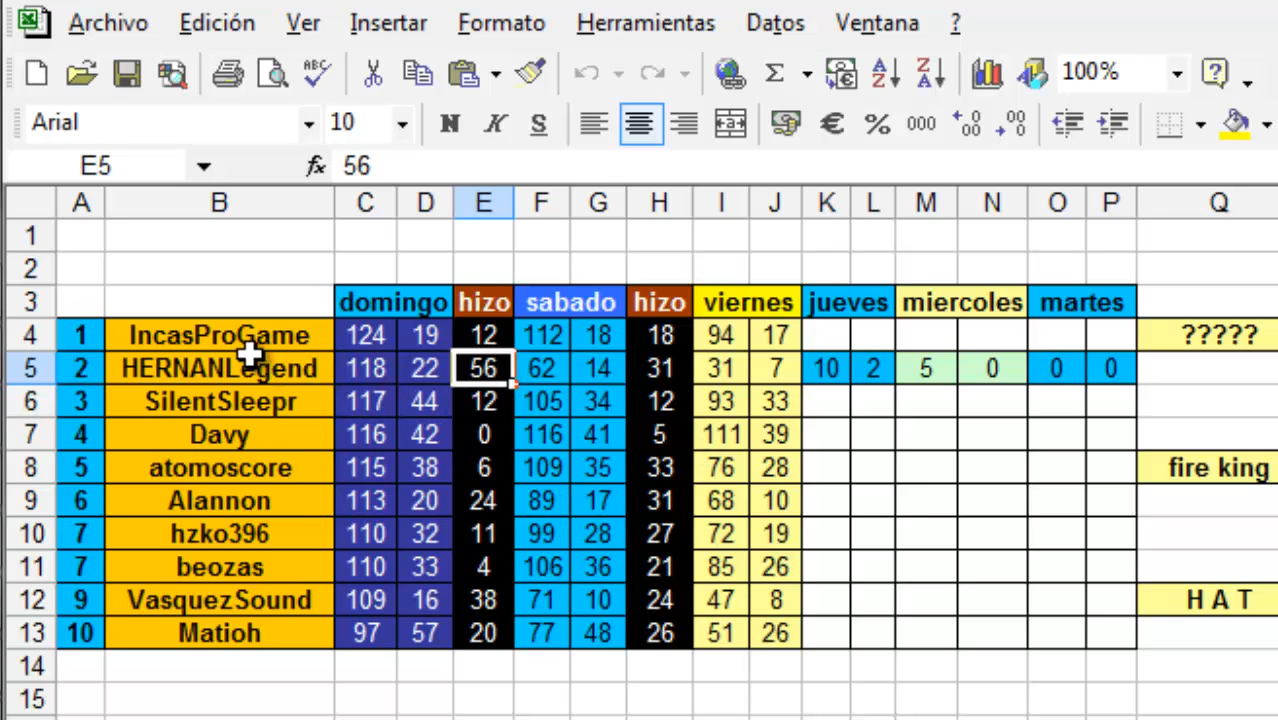 Archivo Edición Ver Insertar Formato Herramientas Datos Ventana ?
ABC Σ A Z Z A 100% ?
Arial 10 N K S a € % 000 ,00 ,00
E5 fx 56
A B C D E F G H I J K L M N O P Q
1
2
3 domingo hizo sabado hizo viernes jueves miercoles martes
4 1 IncasProGame 124 19 12 112 18 18 94 17 ?????
5 2 HERNANLegend 118 22 56 62 14 31 31 7 10 2 5 0 0 0
6 3 SilentSleepr 117 44 12 105 34 12 93 33
7 4 Davy 116 42 0 116 41 5 111 39
8 5 atomoscore 115 38 6 109 35 33 76 28 fire king
9 6 Alannon 113 20 24 89 17 31 68 10
10 7 hzko396 110 32 11 99 28 27 72 19
11 7 beozas 110 33 4 106 36 21 85 26
12 9 VasquezSound 109 16 38 71 10 24 47 8 H A T
13 10 Matioh 97 57 20 77 48 26 51 26
14
15